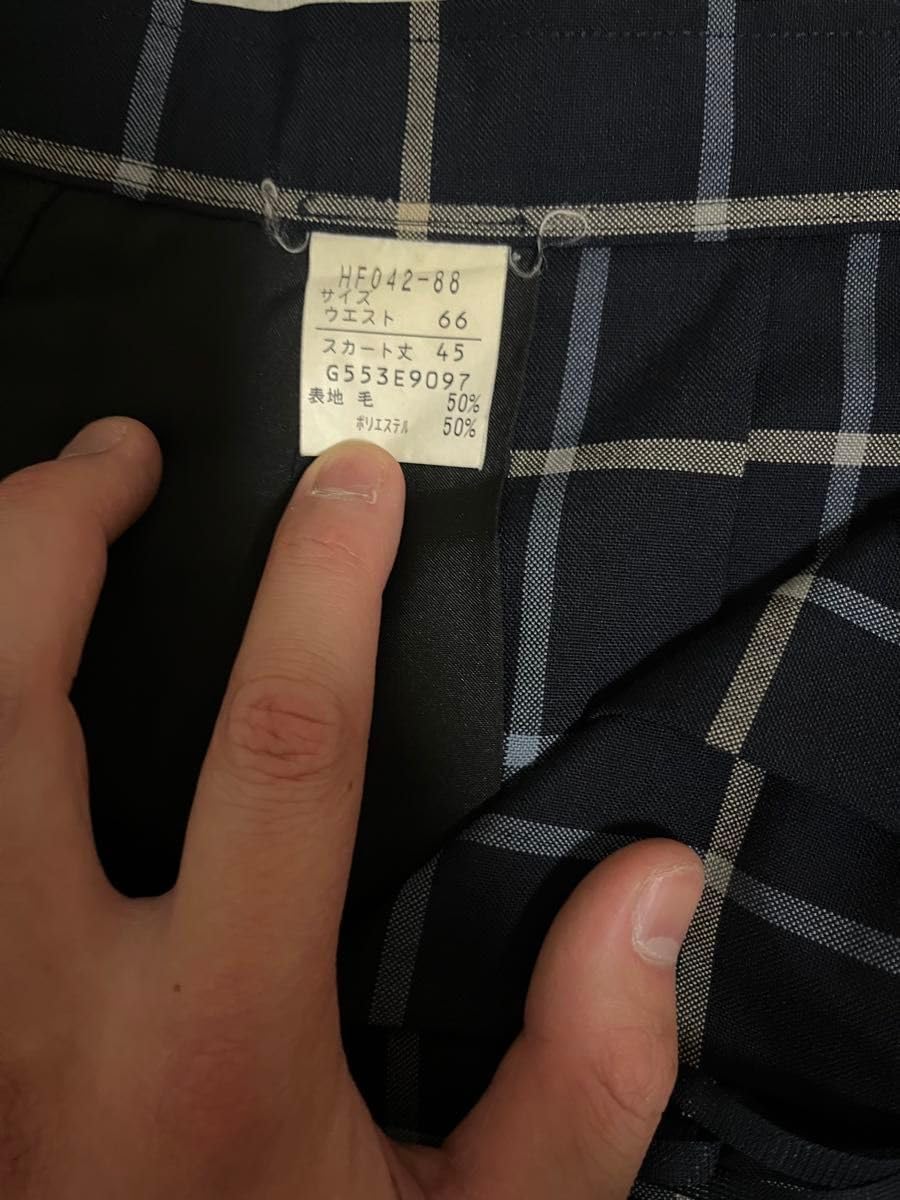 HF042-88
サイズ
ウエスト 66
スカート丈 45
G553E9097
表地 毛 50%
ポリエステル 50%